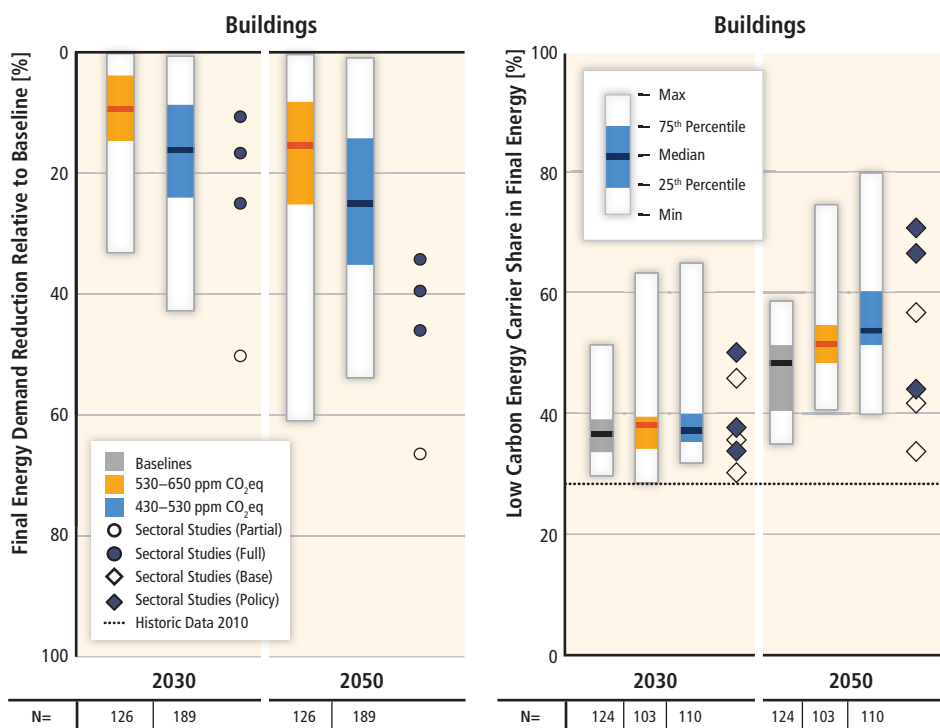 Buildings
Final Energy Demand Reduction Relative to Baseline [%]
0
20
40
60
80
100
Baselines
530–650 ppm CO₂eq
430–530 ppm CO₂eq
Sectoral Studies (Partial)
Sectoral Studies (Full)
Sectoral Studies (Base)
Sectoral Studies (Policy)
Historic Data 2010
2030 2050
N= 126 189 126 189
Buildings
Low Carbon Energy Carrier Share in Final Energy [%]
100
80
60
40
20
0
Max
75th Percentile
Median
25th Percentile
Min
2030 2050
N= 124 103 110 124 103 110